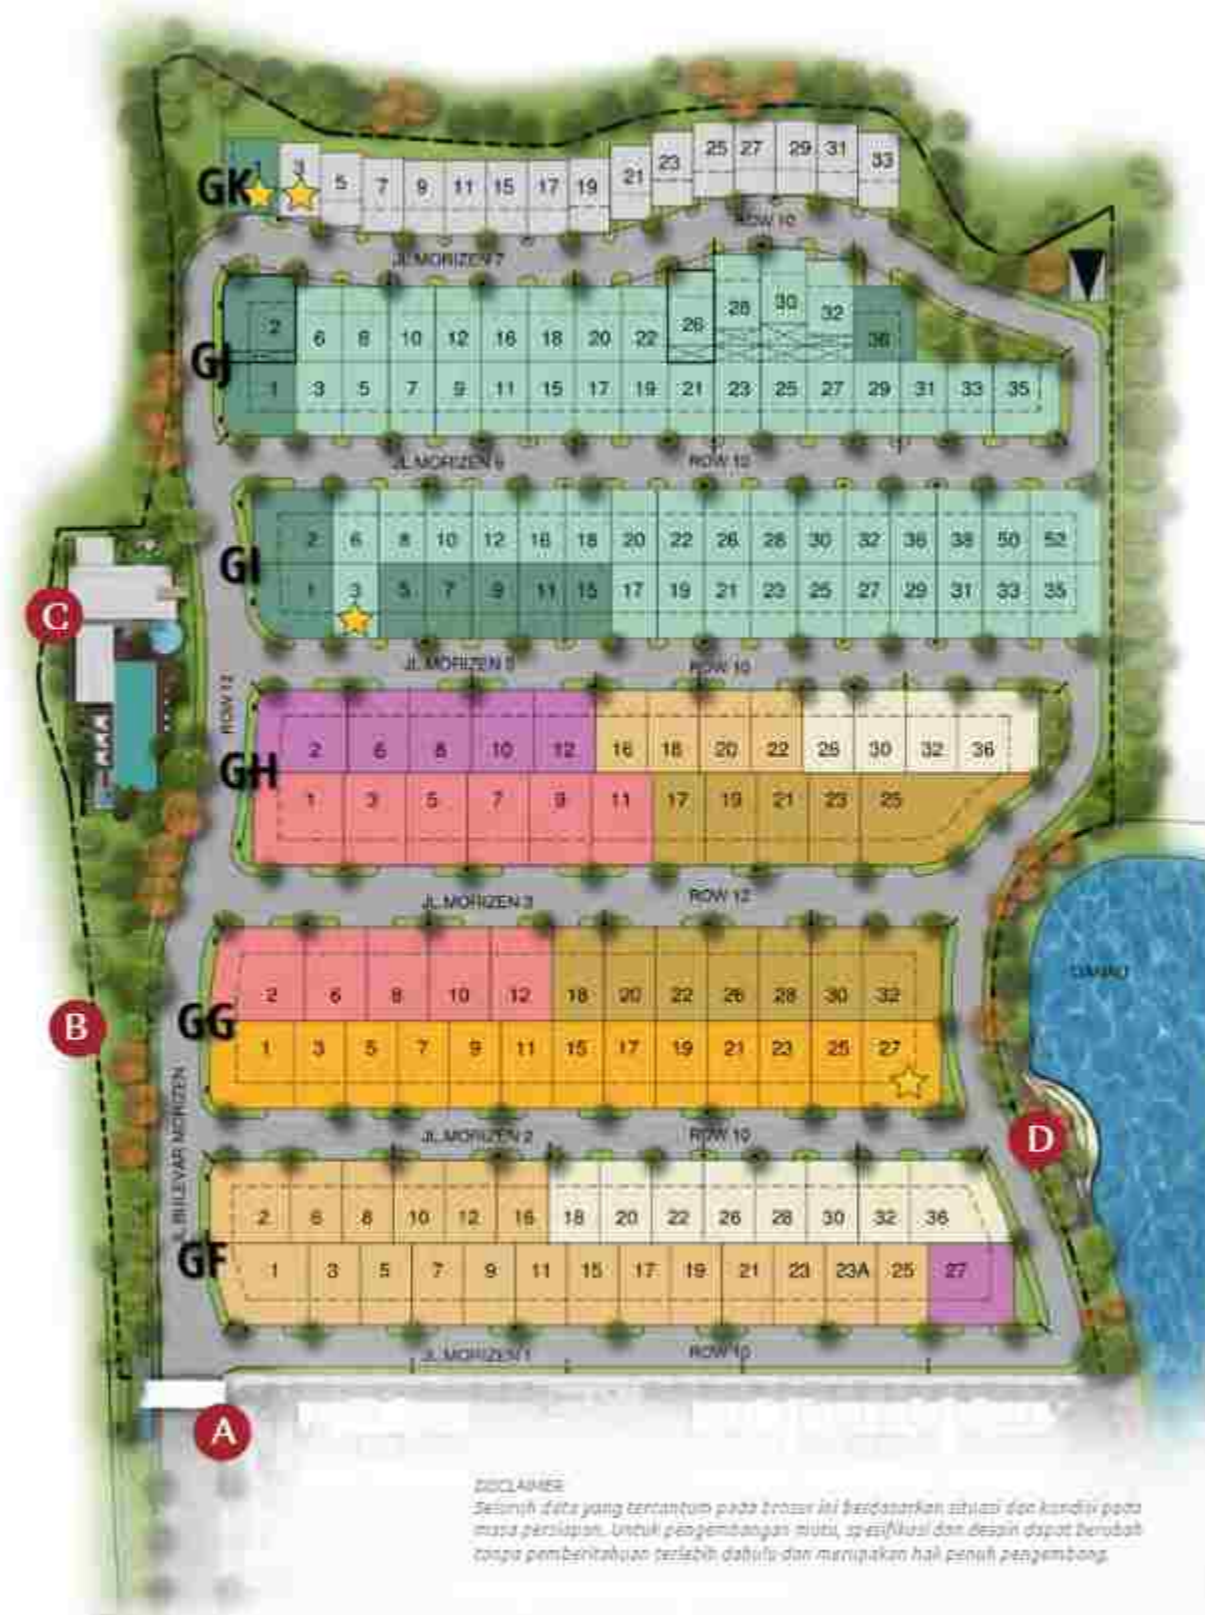 25 27 29 31
23 33
GK 1 3 5 7 9 11 15 17 19 21
ROW 10
JL MORIZEN 7
2 6 8 10 12 16 18 20 22 26 28 30 32 36
GJ
1 3 5 7 9 11 15 17 19 21 23 25 27 29 31 33 35
JL MORIZEN 6 ROW 10
2 6 8 10 12 16 18 20 22 26 28 30 32 36 38 50 52
GI
1 3 5 7 9 11 15 17 19 21 23 25 27 29 31 33 35
C
JL MORIZEN 5 ROW 10
ROW 12
2 6 8 10 12 16 18 20 22 26 30 32 36
GH
1 3 5 7 9 11 17 19 21 23 25
JL MORIZEN 3 ROW 12
DANAU
2 6 8 10 12 18 20 22 26 28 30 32
B
GG
1 3 5 7 9 11 15 17 19 21 23 25 27
JL BULEVAR MORIZEN
JL MORIZEN 2 ROW 10
D
2 6 8 10 12 16 18 20 22 26 28 30 32 36
GF
1 3 5 7 9 11 15 17 19 21 23 23A 25 27
JL MORIZEN 1 ROW 10
A
DISCLAIMER
Seluruh data yang tercantum pada brosur ini berdasarkan situasi dan kondisi pada
masa persiapan. Untuk pengembangan mutu, spesifikasi dan desain dapat berubah
tanpa pemberitahuan terlebih dahulu dan merupakan hak penuh pengembang.